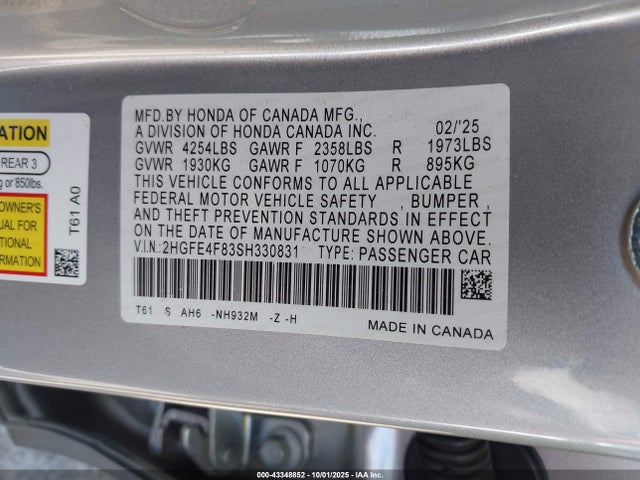 ATION
REAR 3
g or 850lbs.
OWNER'S
UAL FOR
TIONAL
FORMATION
T61 A0
MFD.BY HONDA OF CANADA MFG.,
A DIVISION OF HONDA CANADA INC. 02/'25
GVWR 4254LBS GAWR F 2358LBS R 1973LBS
GVWR 1930KG GAWR F 1070KG R 895KG
THIS VEHICLE CONFORMS TO ALL APPLICABLE
FEDERAL MOTOR VEHICLE SAFETY , BUMPER ,
AND THEFT PREVENTION STANDARDS IN EFFECT
ON THE DATE OF MANUFACTURE SHOWN ABOVE.
V.I.N.:2HGFE4F83SH330831 TYPE: PASSENGER CAR
T61 S AH6 -NH932M -Z -H
MADE IN CANADA
000-43348852 | 10/01/2025 | IAA Inc.